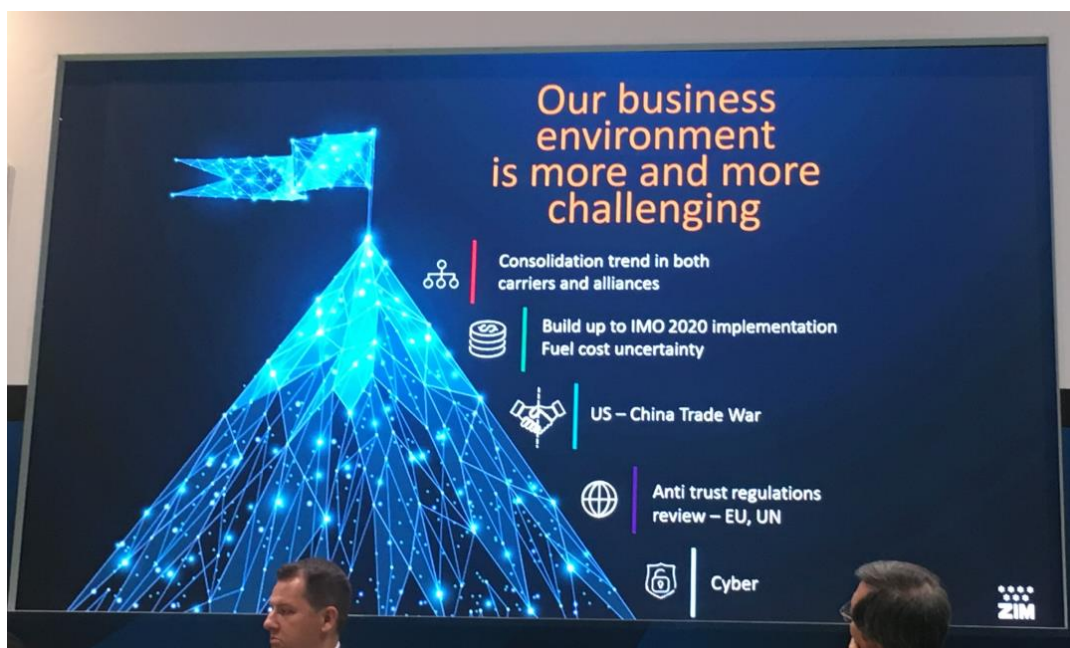 Our business
environment
is more and more
challenging
Consolidation trend in both
carriers and alliances
Build up to IMO 2020 implementation
Fuel cost uncertainty
US – China Trade War
Anti trust regulations
review – EU, UN
Cyber
ZIM